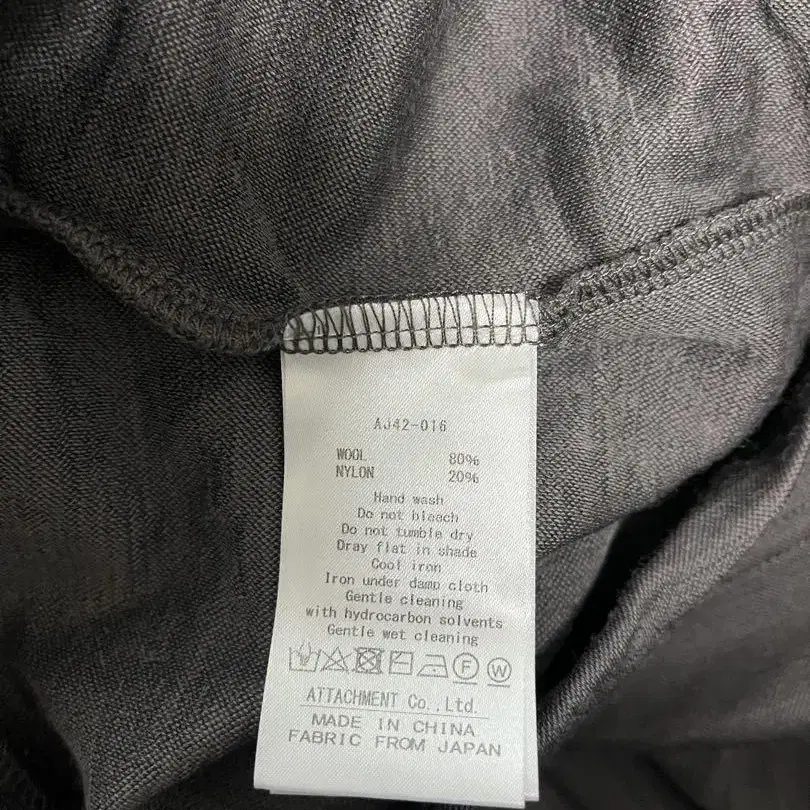 AJ42-016
WOOL 80%
NYLON 20%
Hand wash
Do not bleach
Do not tumble dry
Dray flat in shade
Cool iron
Iron under damp cloth
Gentle cleaning
with hydrocarbon solvents
Gentle wet cleaning
F W
ATTACHMENT Co.,Ltd.
MADE IN CHINA
FABRIC FROM JAPAN